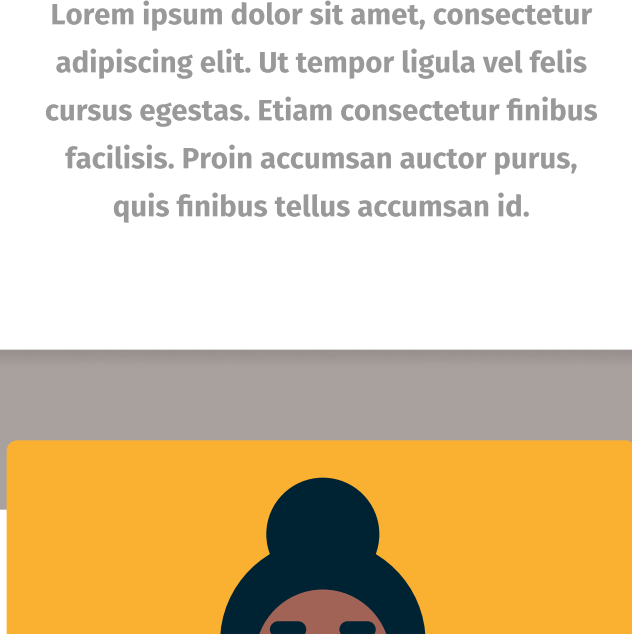 Lorem ipsum dolor sit amet, consectetur
adipiscing elit. Ut tempor ligula vel felis
cursus egestas. Etiam consectetur finibus
facilisis. Proin accumsan auctor purus,
quis finibus tellus accumsan id.